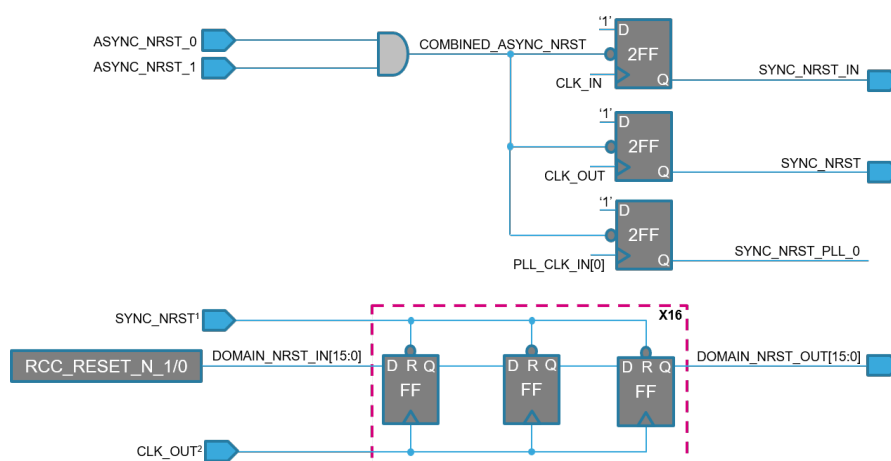 '1'
D
ASYNC_NRST_0
COMBINED_ASYNC_NRST
2FF
ASYNC_NRST_1
CLK_IN
Q
SYNC_NRST_IN
'1'
D
2FF
CLK_OUT
Q
SYNC_NRST
'1'
D
2FF
PLL_CLK_IN[0]
Q
SYNC_NRST_PLL_0
X16
SYNC_NRST¹
RCC_RESET_N_1/0
DOMAIN_NRST_IN[15:0]
D R Q
FF
D R Q
FF
D R Q
FF
DOMAIN_NRST_OUT[15:0]
CLK_OUT²